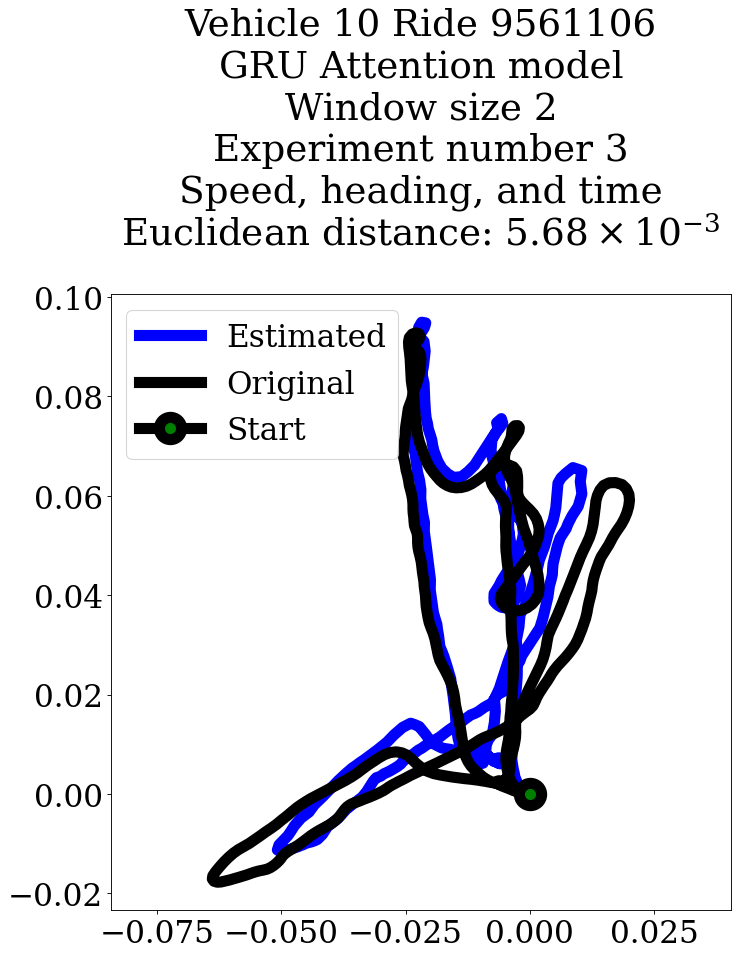 Vehicle 10 Ride 9561106
GRU Attention model
Window size 2
Experiment number 3
Speed, heading, and time
Euclidean distance: 5.68 × 10⁻³
0.10
0.08
0.06
0.04
0.02
0.00
−0.02
Estimated
Original
Start
−0.075 −0.050 −0.025 0.000 0.025